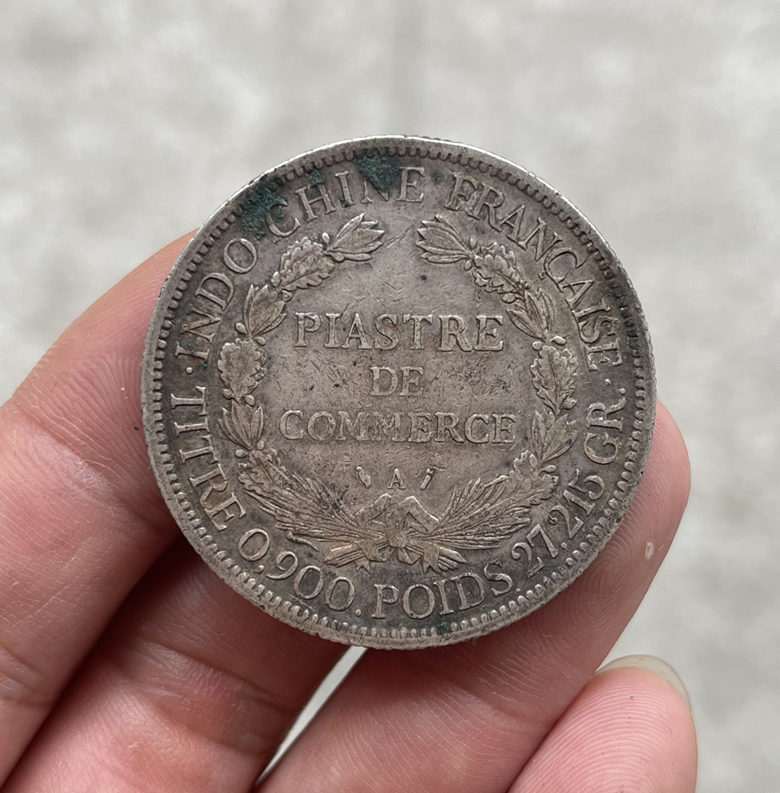 INDO-CHINE FRANÇAISE
PIASTRE
DE
COMMERCE
A
TITRE 0,900. POIDS 27,215 GR.